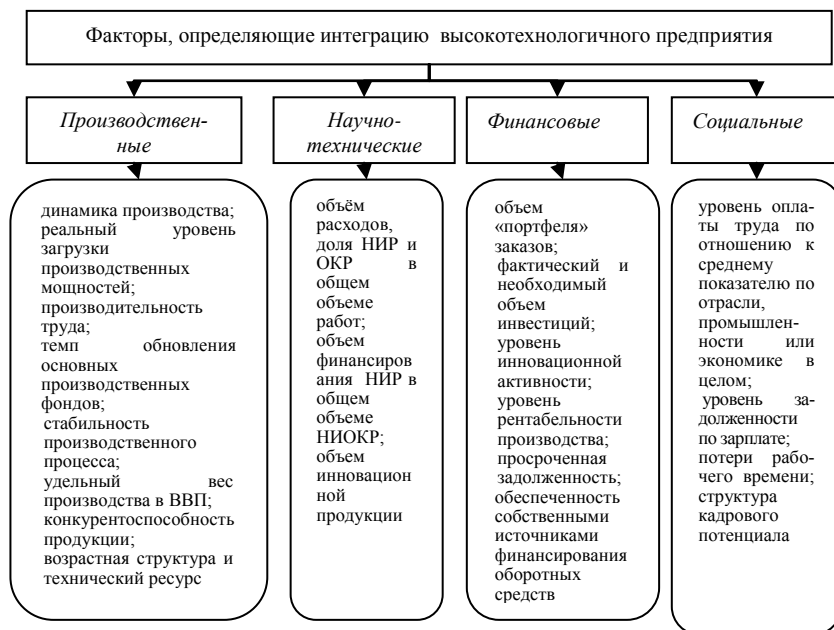 Факторы, определяющие интеграцию высокотехнологичного предприятия
Производствен-
ные
Научно-
технические
Финансовые
Социальные
динамика производства;
реальный уровень
загрузки
производственных
мощностей;
производительность
труда;
темп обновления
основных
производственных
фондов;
стабильность
производственного
процесса;
удельный вес
производства в ВВП;
конкурентоспособность
продукции;
возрастная структура и
технический ресурс
объём
расходов,
доля НИР и
ОКР в
общем
объеме
работ;
объем
финансиров
ания НИР в
общем
объеме
НИОКР;
объем
инновацион
ной
продукции
объем
«портфеля»
заказов;
фактический и
необходимый
объем
инвестиций;
уровень
инновационной
активности;
уровень
рентабельности
производства;
просроченная
задолженность;
обеспеченность
собственными
источниками
финансирования
оборотных
средств
уровень опла-
ты труда по
отношению к
среднему
показателю по
отрасли,
промышлен-
ности или
экономике в
целом;
уровень за-
долженности
по зарплате;
потери рабо-
чего времени;
структура
кадрового
потенциала